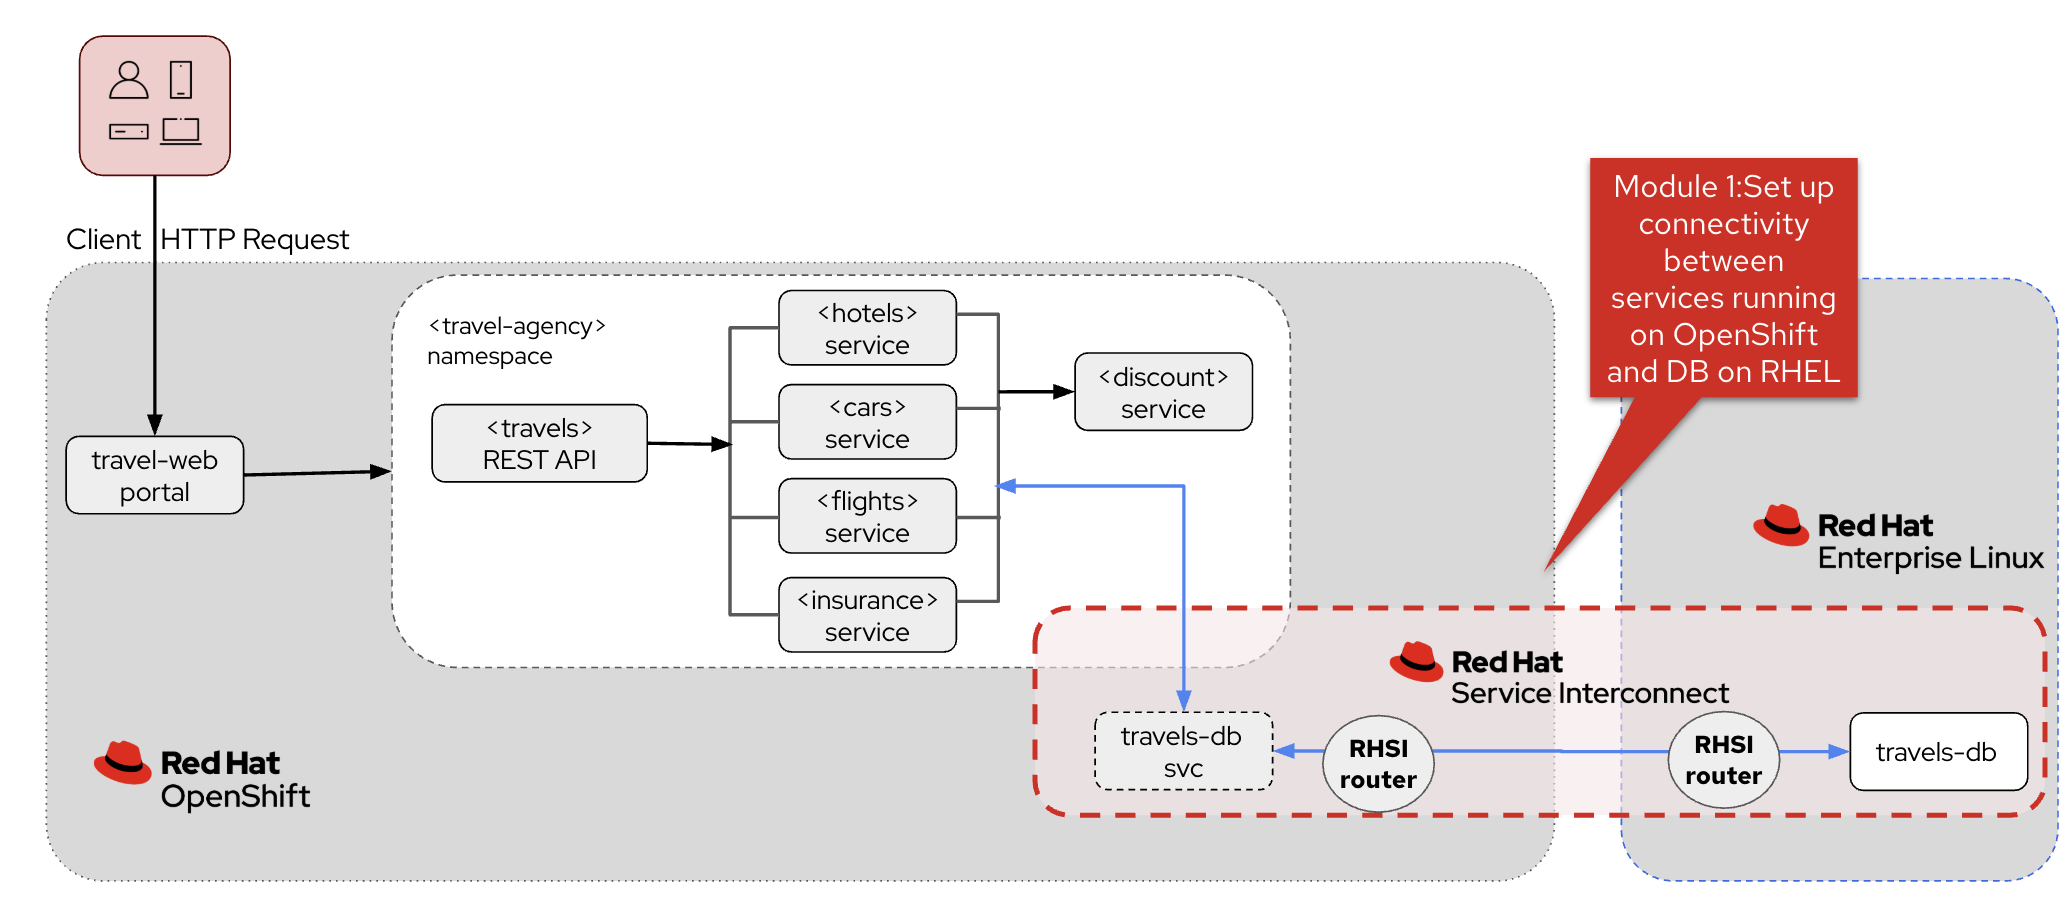 Client HTTP Request
Module 1:Set up
connectivity
between
services running
on OpenShift
and DB on RHEL
<travel-agency>
namespace
<hotels>
service
<discount>
service
<cars>
service
<travels>
REST API
travel-web
portal
<flights>
service
<insurance>
service
Red Hat
Enterprise Linux
Red Hat
Service Interconnect
Red Hat
OpenShift
travels-db
svc
RHSI
router
RHSI
router
travels-db